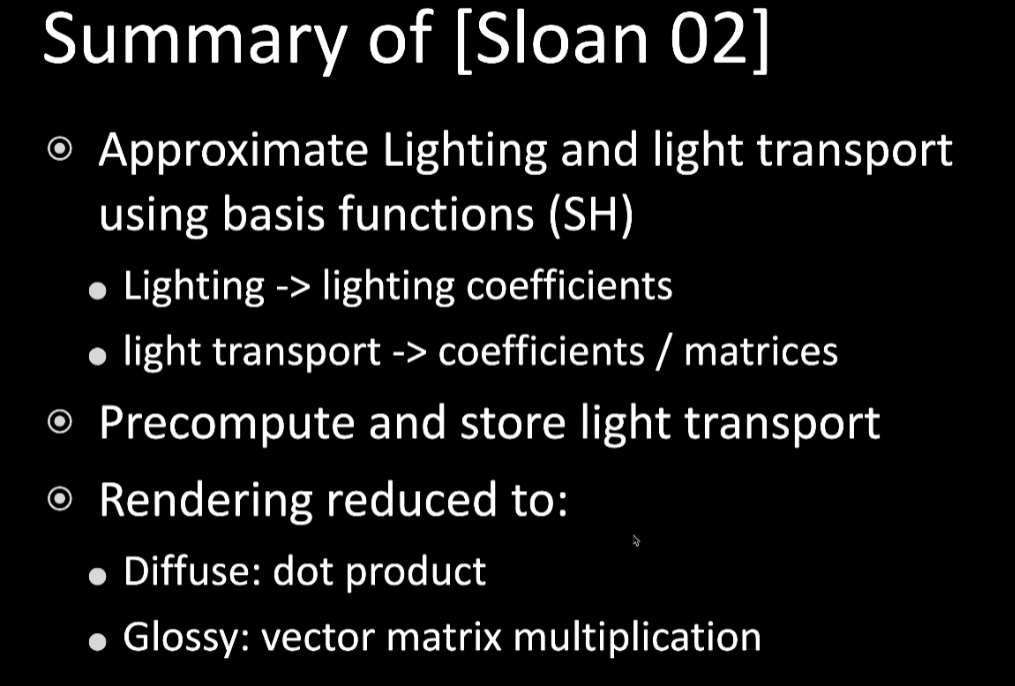 Summary of [Sloan 02]
Approximate Lighting and light transport
using basis functions (SH)
Lighting -> lighting coefficients
light transport -> coefficients / matrices
Precompute and store light transport
Rendering reduced to:
Diffuse: dot product
Glossy: vector matrix multiplication